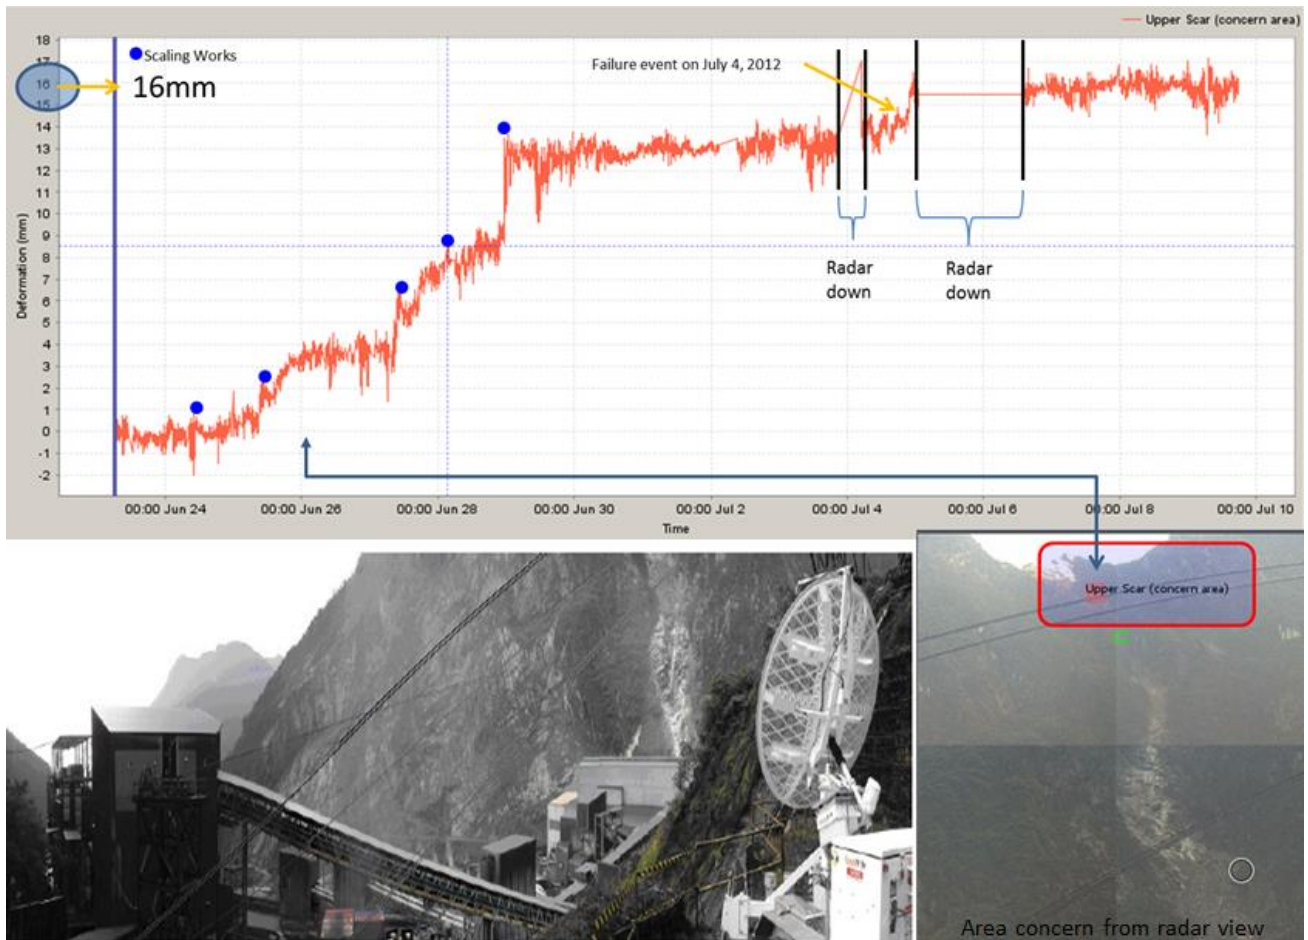 Upper Scar (concern area)
18
17
16
15
14
13
12
11
10
9
8
7
6
5
4
3
2
1
0
-1
-2
Deformation (mm)
Scaling Works
16mm
Failure event on July 4, 2012
Radar
down
Radar
down
00:00 Jun 24
00:00 Jun 26
00:00 Jun 28
00:00 Jun 30
00:00 Jul 2
00:00 Jul 4
00:00 Jul 6
00:00 Jul 8
00:00 Jul 10
Time
Upper Scar (concern area)
Area concern from radar view